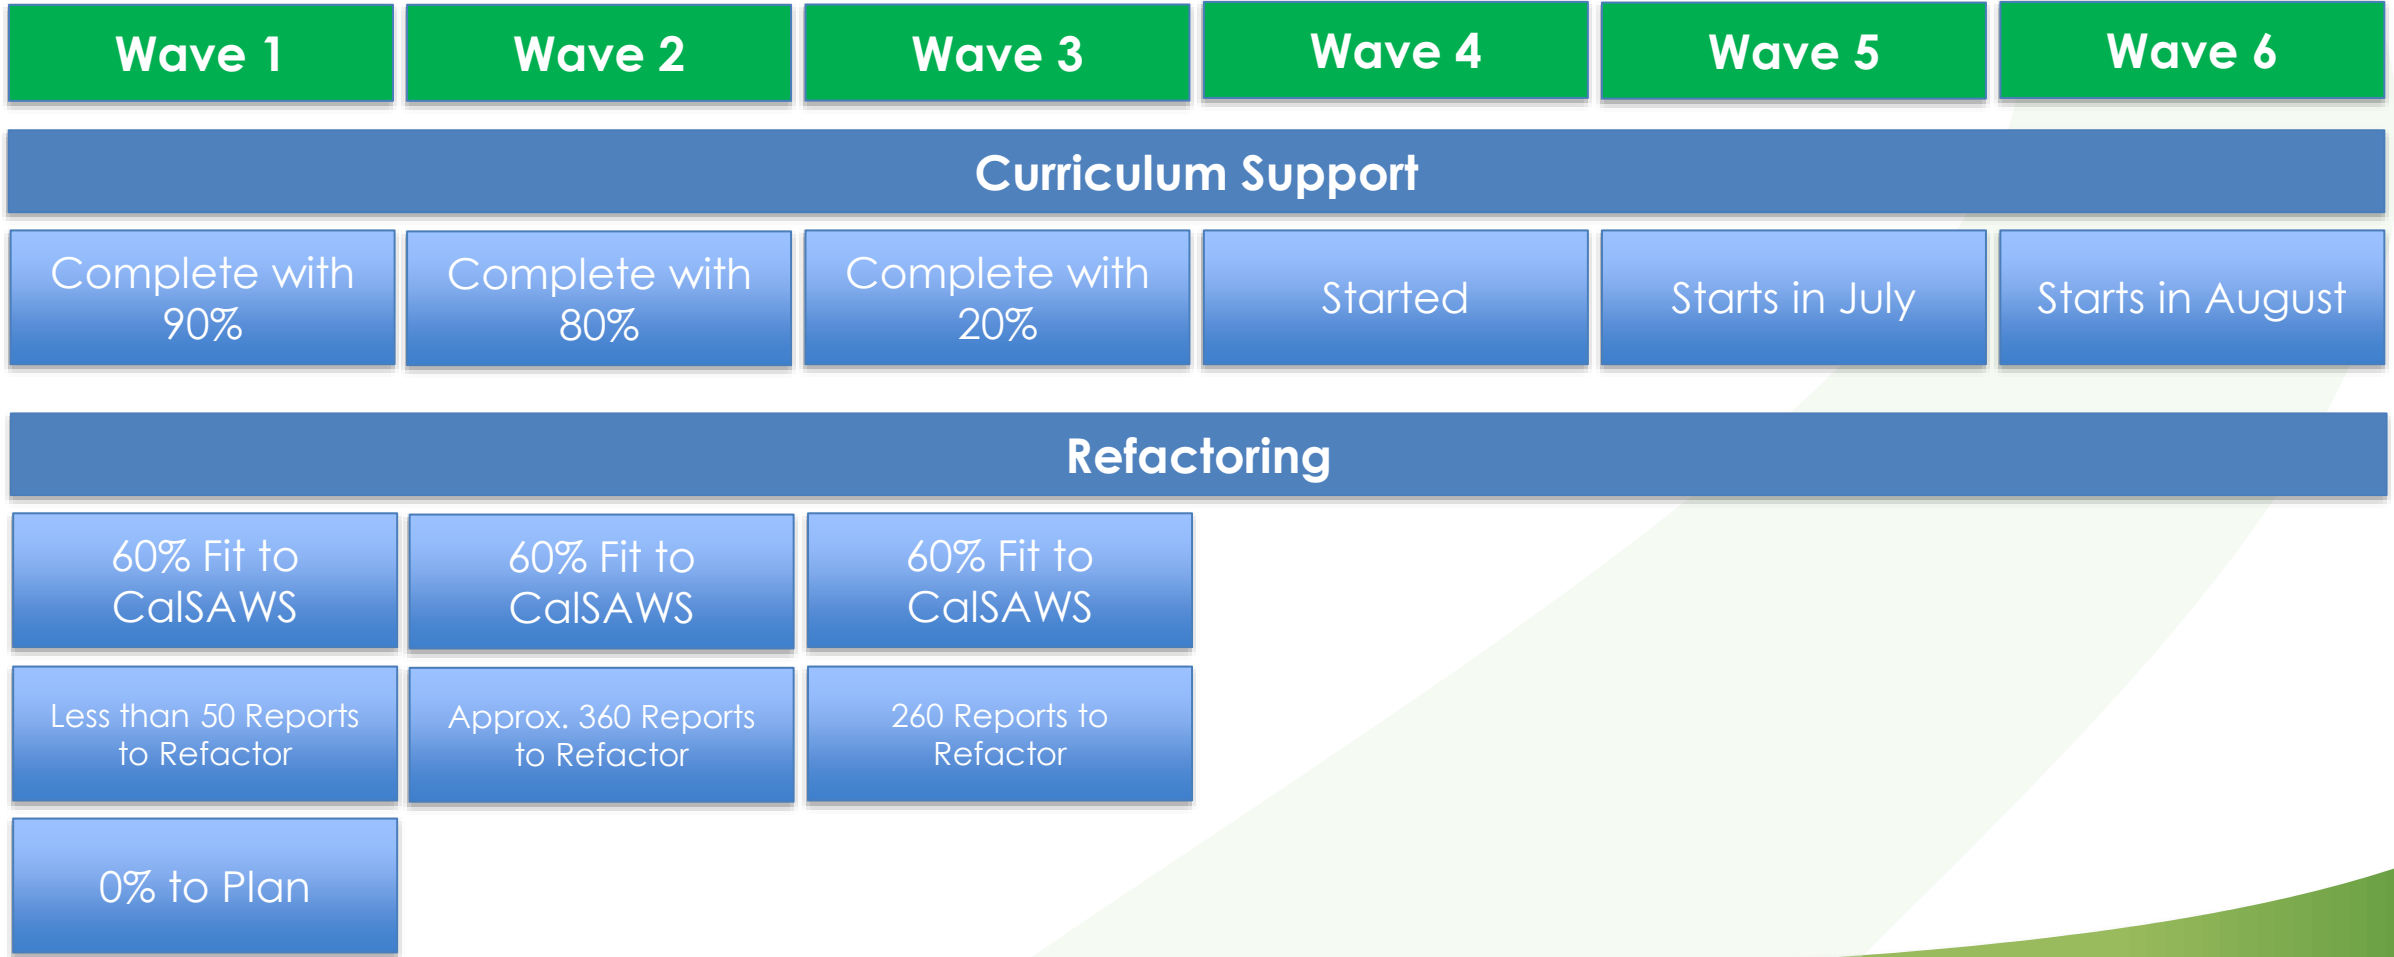 Wave 1
Wave 2
Wave 3
Wave 4
Wave 5
Wave 6
Curriculum Support
Complete with
90%
Complete with
80%
Complete with
20%
Started
Starts in July
Starts in August
Refactoring
60% Fit to
CalSAWS
60% Fit to
CalSAWS
60% Fit to
CalSAWS
Less than 50 Reports
to Refactor
Approx. 360 Reports
to Refactor
260 Reports to
Refactor
0% to Plan